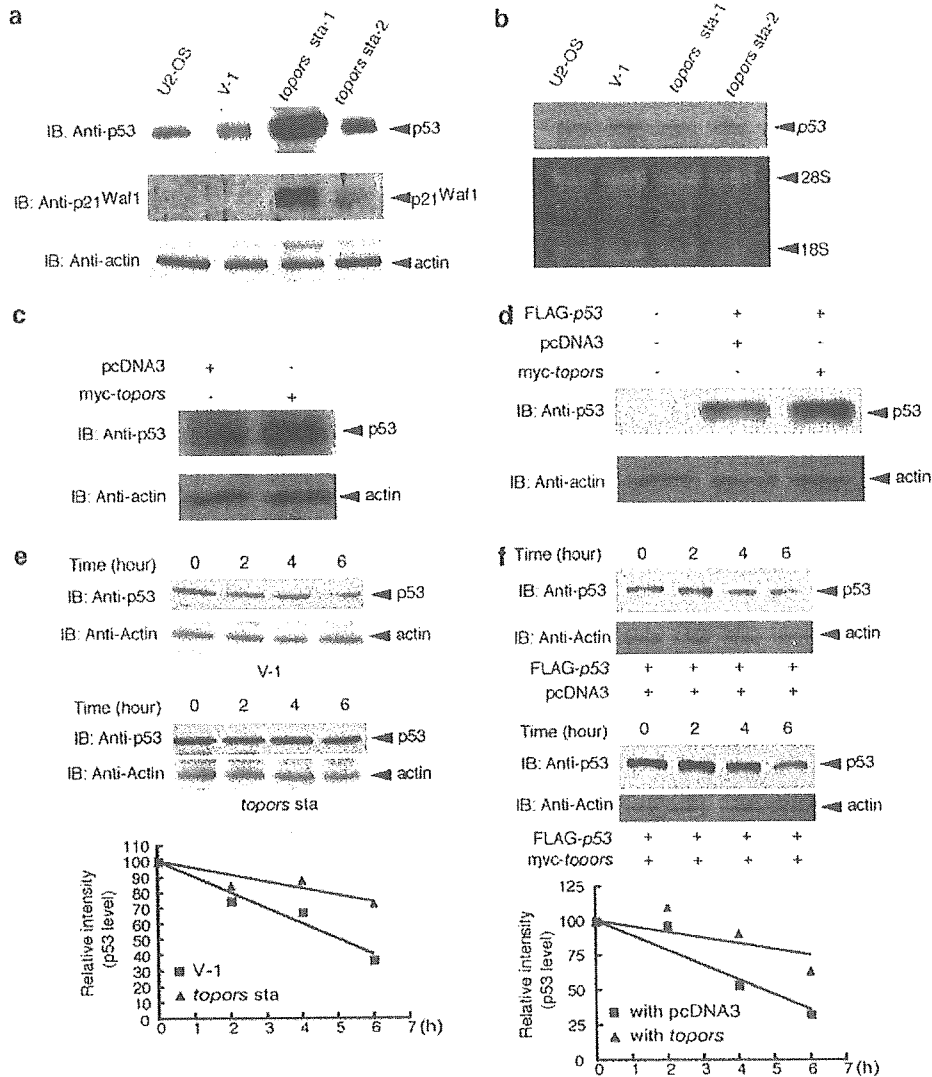 a
U2-OS V-1 topors sta-1 topors sta-2
IB: Anti-p53 p53
IB: Anti-p21Waf1 p21Waf1
IB: Anti-actin actin
b
U2-OS V-1 topors sta-1 topors sta-2
p53
28S
18S
c
pcDNA3 + -
myc-topors - +
IB: Anti-p53 p53
IB: Anti-actin actin
d
FLAG-p53 - + +
pcDNA3 - + -
myc-topors - - +
IB: Anti-p53 p53
IB: Anti-actin actin
e
Time (hour) 0 2 4 6
IB: Anti-p53 p53
IB: Anti-Actin actin
V-1
Time (hour) 0 2 4 6
IB: Anti-p53 p53
IB: Anti-Actin actin
topors sta
Relative intensity
(p53 level)
110
100
90
80
70
60
50
40
30
20
10
0
V-1
topors sta
0 1 2 3 4 5 6 7 (h)
f
Time (hour) 0 2 4 6
IB: Anti-p53 p53
IB: Anti-Actin actin
FLAG-p53 + + + +
pcDNA3 + + + +
Time (hour) 0 2 4 6
IB: Anti-p53 p53
IB: Anti-Actin actin
FLAG-p53 + + + +
myc-topors + + + +
Relative intensity
(p53 level)
125
100
75
50
25
0
with pcDNA3
with topors
0 1 2 3 4 5 6 7 (h)